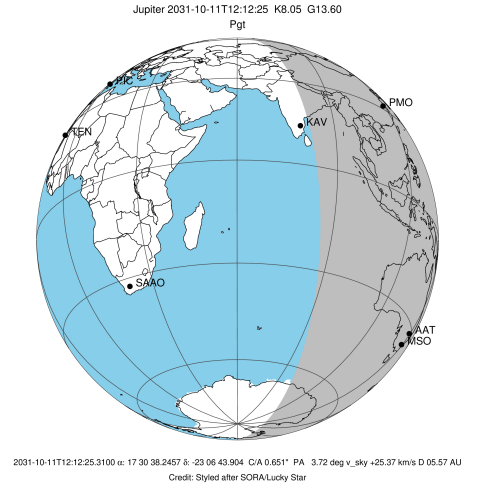 Jupiter 2031-10-11T12:12:25 K8.05 G13.60
Pgt
PIC
TEN
PMO
KAV
SAAO
AAT
MSO
2031-10-11T12:12:25.3100 α: 17 30 38.2457 δ: -23 06 43.904 C/A 0.651" PA 3.72 deg v_sky +25.37 km/s D 05.57 AU
Credit: Styled after SORA/Lucky Star